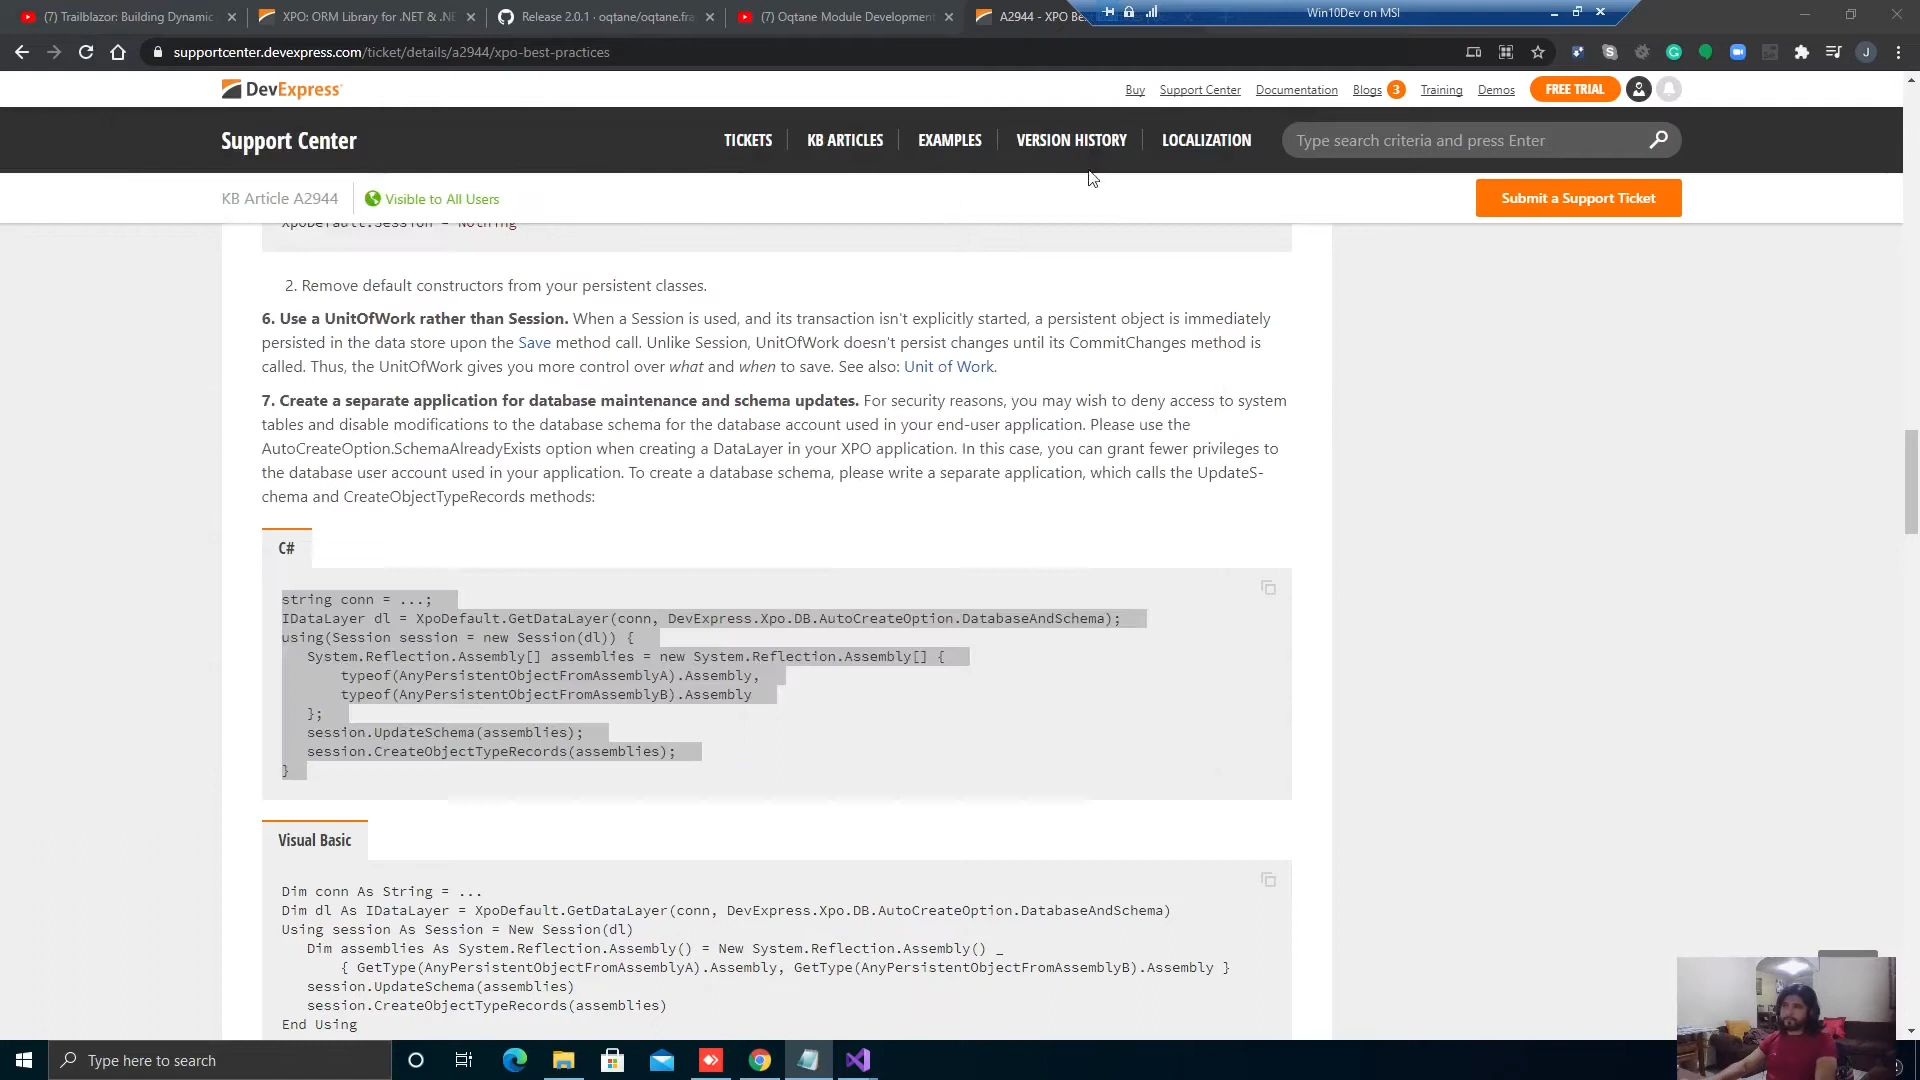 (7) Trailblazor: Building Dynamic
XPO: ORM Library for .NET & .NE
Release 2.0.1 · oqtane/oqtane.fra
(7) Oqtane Module Development
A2944 - XPO Be
Win10Dev on MSI
supportcenter.devexpress.com/ticket/details/a2944/xpo-best-practices
J
DevExpress
Buy
Support Center
Documentation
Blogs 3
Training
Demos
FREE TRIAL
Support Center
TICKETS
KB ARTICLES
EXAMPLES
VERSION HISTORY
LOCALIZATION
Type search criteria and press Enter
KB Article A2944
Visible to All Users
Submit a Support Ticket
XpoDefault.Session = Nothing
2. Remove default constructors from your persistent classes.
6. Use a UnitOfWork rather than Session. When a Session is used, and its transaction isn't explicitly started, a persistent object is immediately
persisted in the data store upon the Save method call. Unlike Session, UnitOfWork doesn't persist changes until its CommitChanges method is
called. Thus, the UnitOfWork gives you more control over what and when to save. See also: Unit of Work.
7. Create a separate application for database maintenance and schema updates. For security reasons, you may wish to deny access to system
tables and disable modifications to the database schema for the database account used in your end-user application. Please use the
AutoCreateOption.SchemaAlreadyExists option when creating a DataLayer in your XPO application. In this case, you can grant fewer privileges to
the database user account used in your application. To create a database schema, please write a separate application, which calls the UpdateS-
chema and CreateObjectTypeRecords methods:
C#
string conn = ...;
IDataLayer dl = XpoDefault.GetDataLayer(conn, DevExpress.Xpo.DB.AutoCreateOption.DatabaseAndSchema);
using(Session session = new Session(dl)) {
System.Reflection.Assembly[] assemblies = new System.Reflection.Assembly[] {
typeof(AnyPersistentObjectFromAssemblyA).Assembly,
typeof(AnyPersistentObjectFromAssemblyB).Assembly
};
session.UpdateSchema(assemblies);
session.CreateObjectTypeRecords(assemblies);
}
Visual Basic
Dim conn As String = ...
Dim dl As IDataLayer = XpoDefault.GetDataLayer(conn, DevExpress.Xpo.DB.AutoCreateOption.DatabaseAndSchema)
Using session As Session = New Session(dl)
Dim assemblies As System.Reflection.Assembly() = New System.Reflection.Assembly() _
{ GetType(AnyPersistentObjectFromAssemblyA).Assembly, GetType(AnyPersistentObjectFromAssemblyB).Assembly }
session.UpdateSchema(assemblies)
session.CreateObjectTypeRecords(assemblies)
End Using
Type here to search